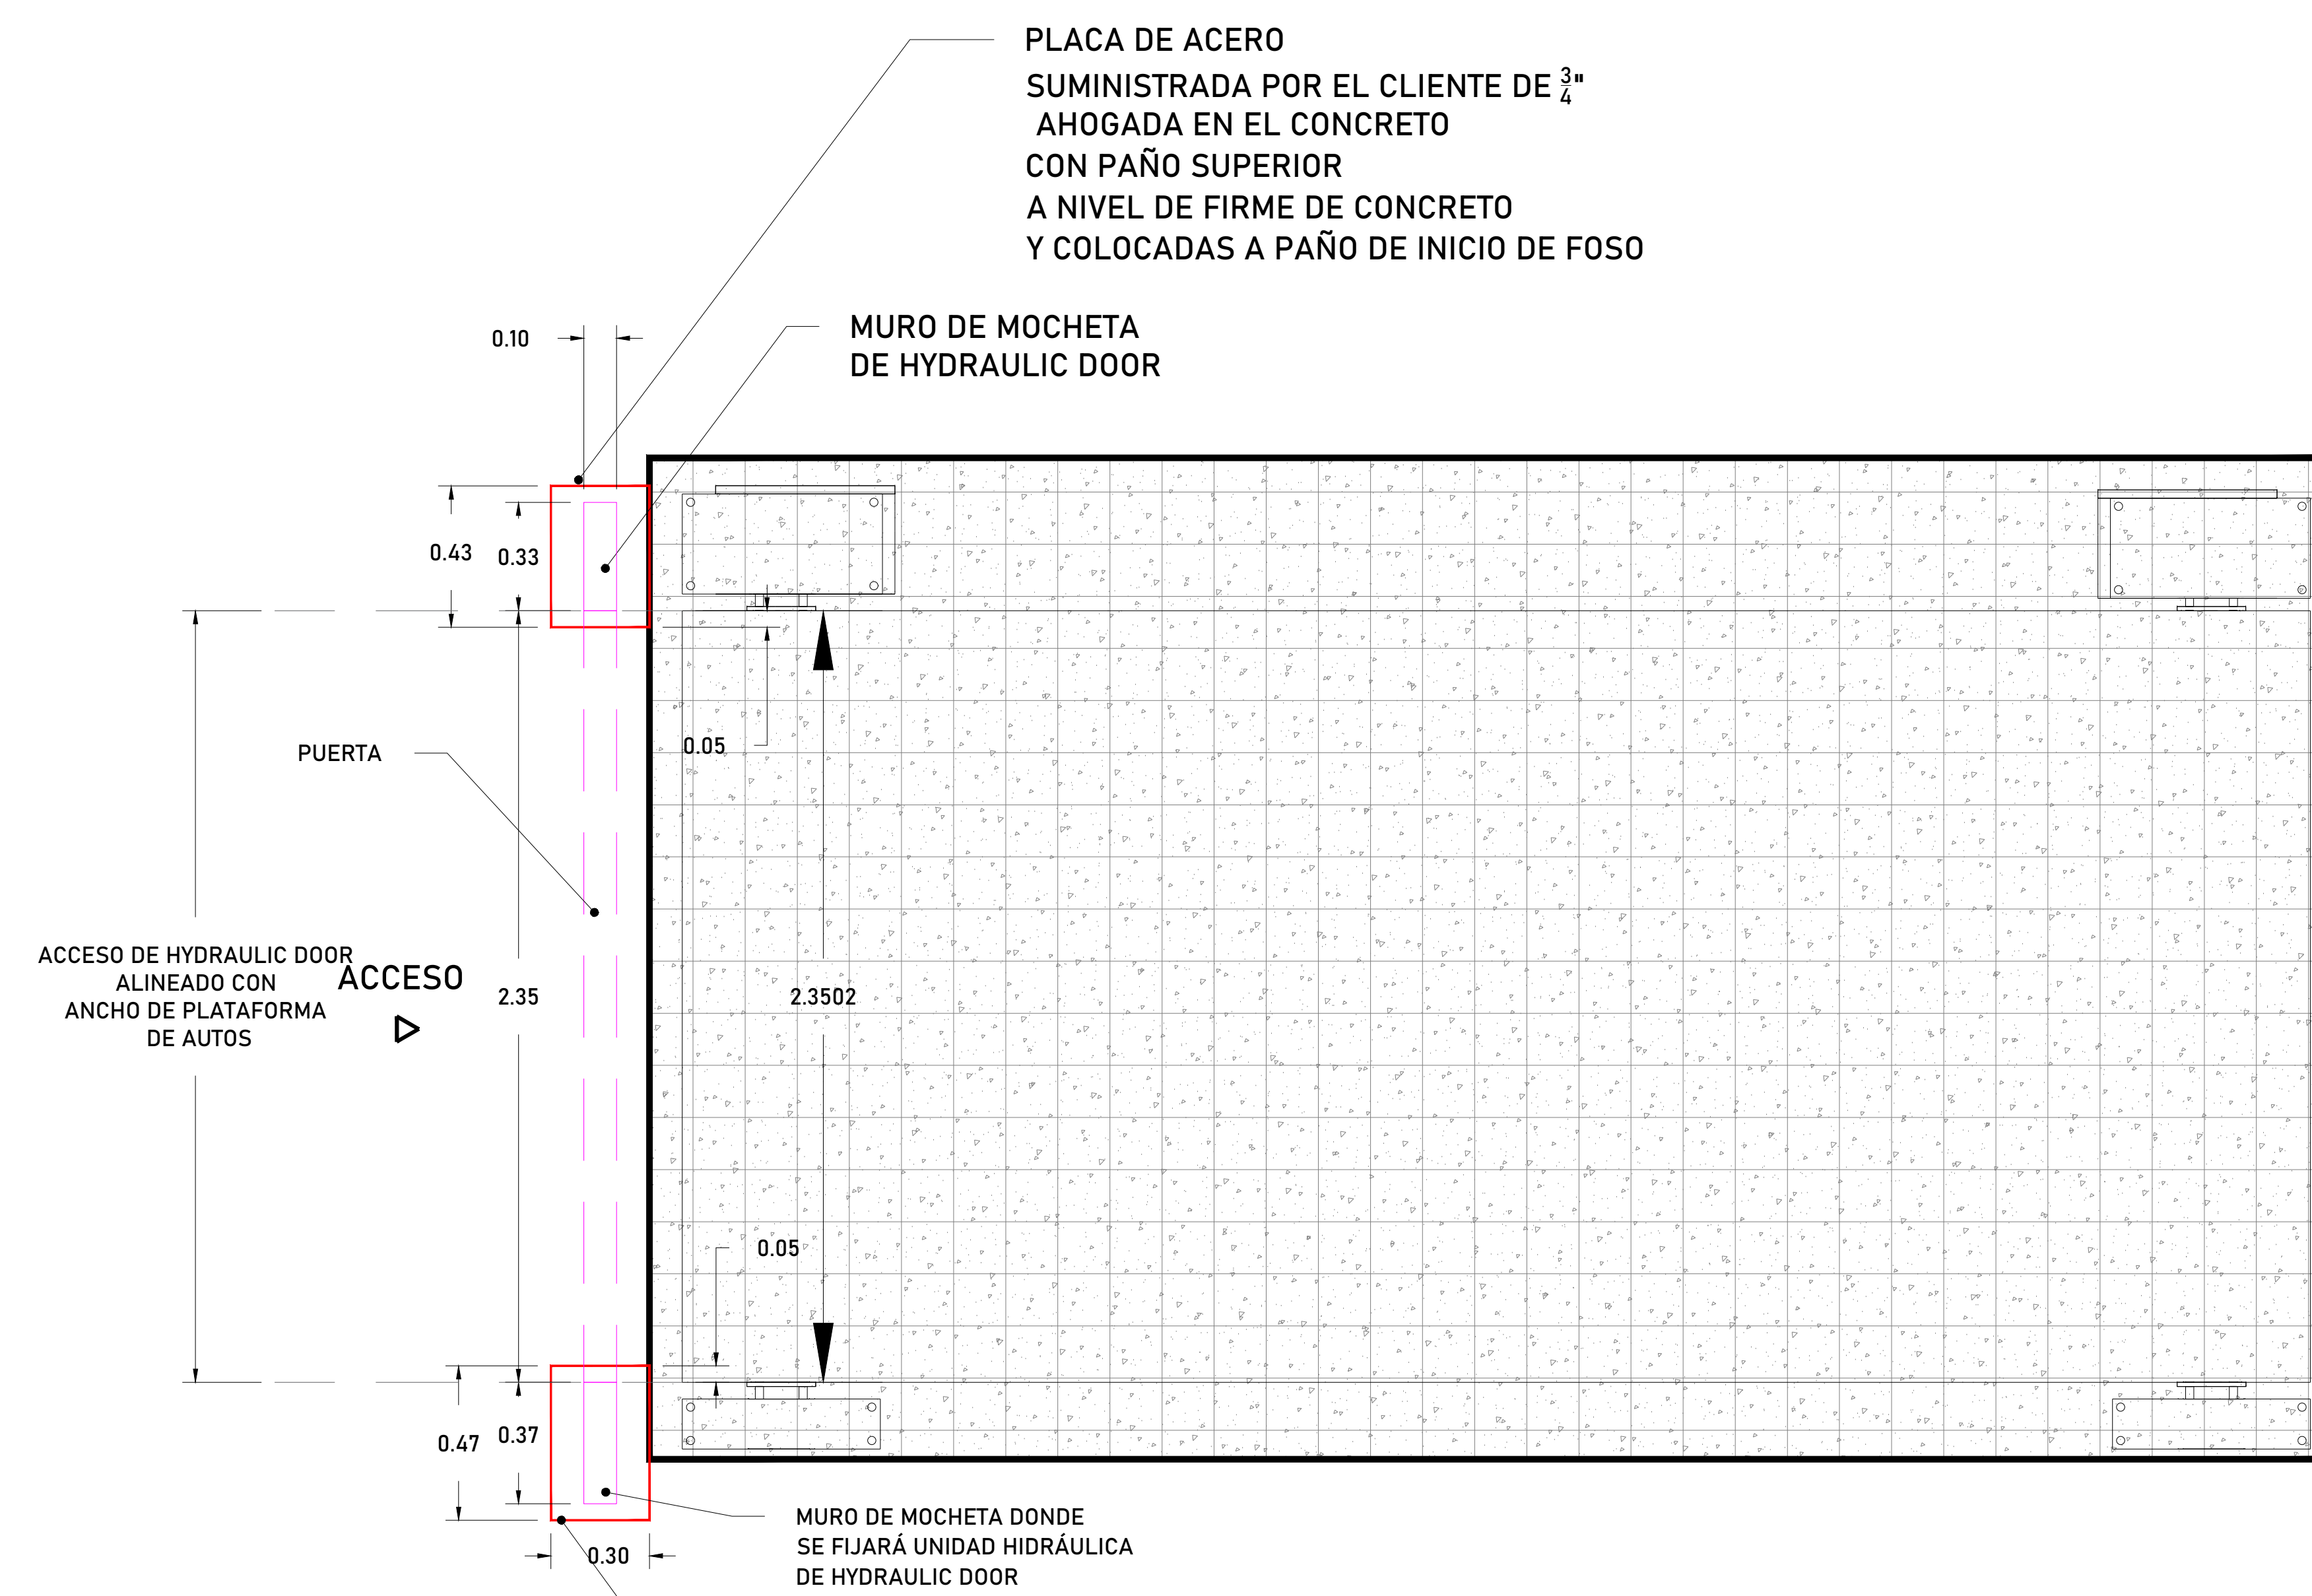 PLACA DE ACERO
SUMINISTRADA POR EL CLIENTE DE 3/4"
AHOGADA EN EL CONCRETO
CON PAÑO SUPERIOR
A NIVEL DE FIRME DE CONCRETO
Y COLOCADAS A PAÑO DE INICIO DE FOSO
MURO DE MOCHETA
DE HYDRAULIC DOOR
0.10
0.43
0.33
0.05
PUERTA
ACCESO DE HYDRAULIC DOOR
ALINEADO CON
ANCHO DE PLATAFORMA
DE AUTOS
ACCESO
2.35
2.3502
0.05
0.47
0.37
0.30
MURO DE MOCHETA DONDE
SE FIJARÁ UNIDAD HIDRÁULICA
DE HYDRAULIC DOOR